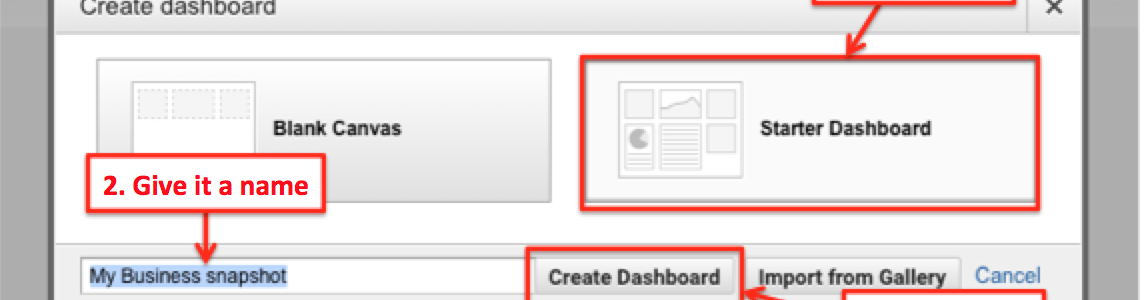 Create dashboard
Blank Canvas
Starter Dashboard
2. Give it a name
My Business snapshot
Create Dashboard
Import from Gallery
Cancel